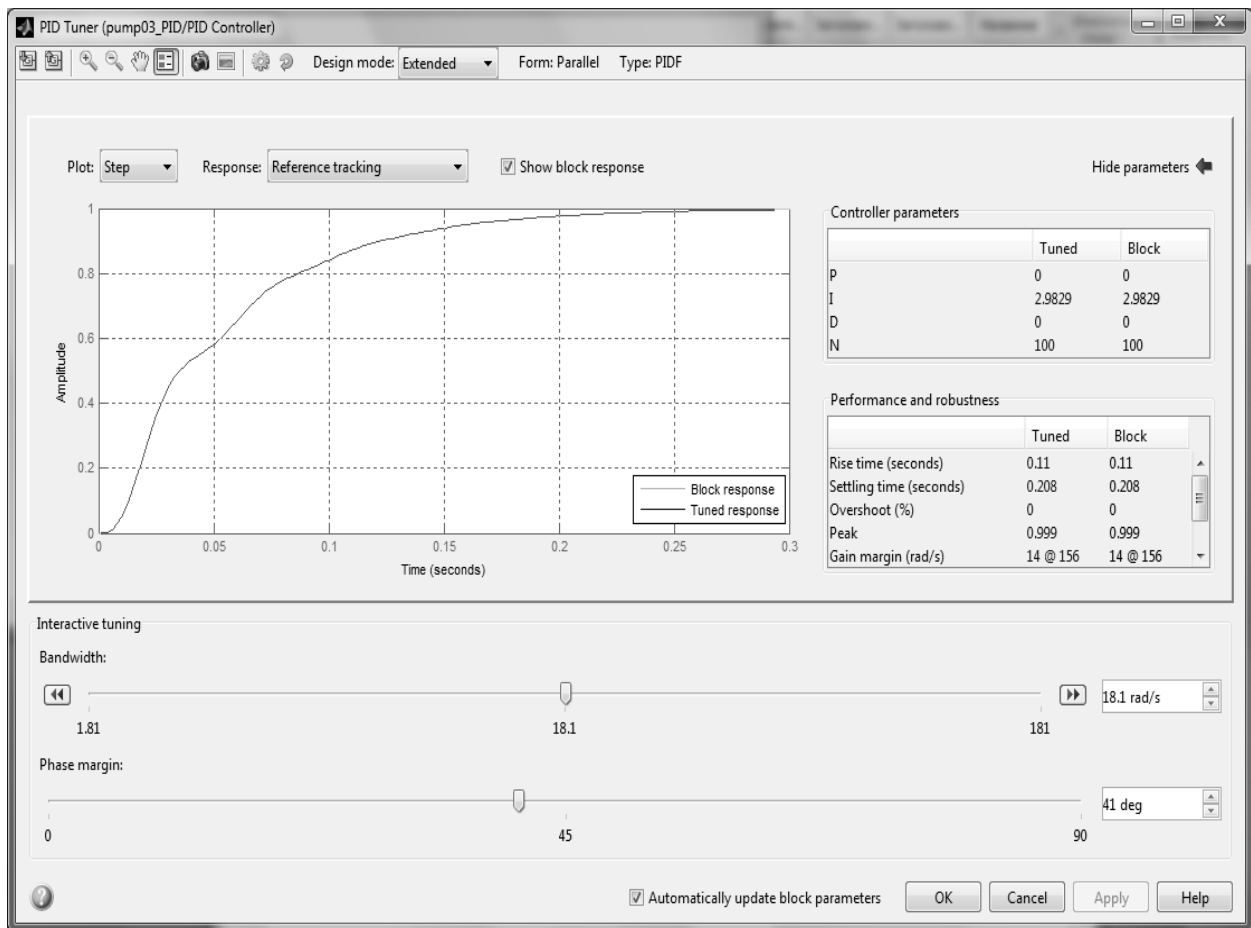 PID Tuner (pump03_PID/PID Controller)
Design mode: Extended Form: Parallel Type: PIDF
Plot: Step Response: Reference tracking Show block response Hide parameters
1
0.8
0.6
0.4
0.2
0
Amplitude
0 0.05 0.1 0.15 0.2 0.25 0.3
Time (seconds)
Block response
Tuned response
Controller parameters
Tuned Block
P 0 0
I 2.9829 2.9829
D 0 0
N 100 100
Performance and robustness
Tuned Block
Rise time (seconds) 0.11 0.11
Settling time (seconds) 0.208 0.208
Overshoot (%) 0 0
Peak 0.999 0.999
Gain margin (rad/s) 14 @ 156 14 @ 156
Interactive tuning
Bandwidth:
18.1 rad/s
1.81 18.1 181
Phase margin:
41 deg
0 45 90
Automatically update block parameters OK Cancel Apply Help